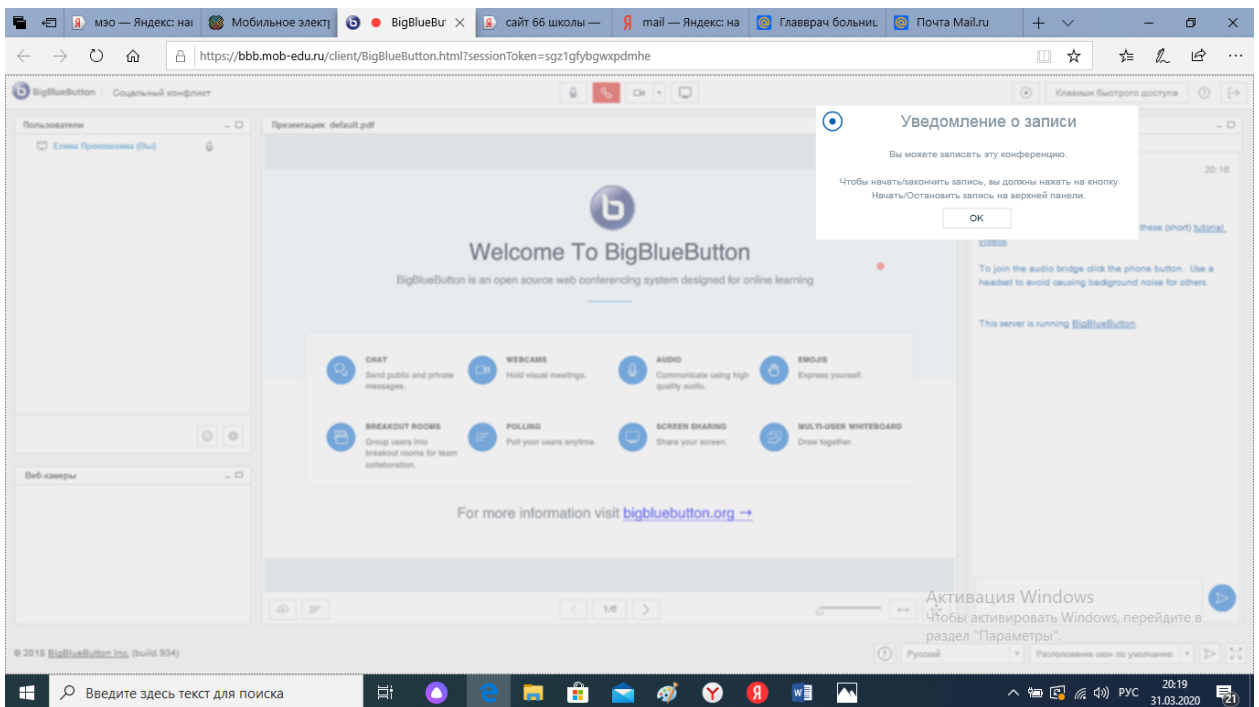 мэо — Яндекс: наı
Мобильное электр
BigBlueBu
сайт 66 школы —
mail — Яндекс: на
Главврач больниц
Почта Mail.ru
https://bbb.mob-edu.ru/client/BigBlueButton.html?sessionToken=sgz1gfybgwxpdmhe
BigBlueButton
Социальный конфликт
Клавиши быстрого доступа
Пользователи
Презентация: default.pdf
Елена Прокошкина (Вы)
Уведомление о записи
Вы можете записать эту конференцию.
Чтобы начать/закончить запись, вы должны нажать на кнопку
Начать/Остановить запись на верхней панели.
OK
20:16
these (short) tutorial
videos.
To join the audio bridge click the phone button. Use a
headset to avoid causing background noise for others.
This server is running BigBlueButton.
Welcome To BigBlueButton
BigBlueButton is an open source web conferencing system designed for online learning
CHAT
Send public and private
messages.
WEBCAMS
Hold visual meetings.
AUDIO
Communicate using high
quality audio.
EMOJIS
Express yourself.
BREAKOUT ROOMS
Group users into
breakout rooms for team
collaboration.
POLLING
Poll your users anytime.
SCREEN SHARING
Share your screen.
MULTI-USER WHITEBOARD
Draw together.
For more information visit bigbluebutton.org →
Веб-камеры
1/6
Активация Windows
Чтобы активировать Windows, перейдите в
раздел "Параметры".
© 2018 BigBlueButton Inc. (build 934)
Русский
Расположение окон по умолчанию
Введите здесь текст для поиска
РУС
20:19
31.03.2020
21